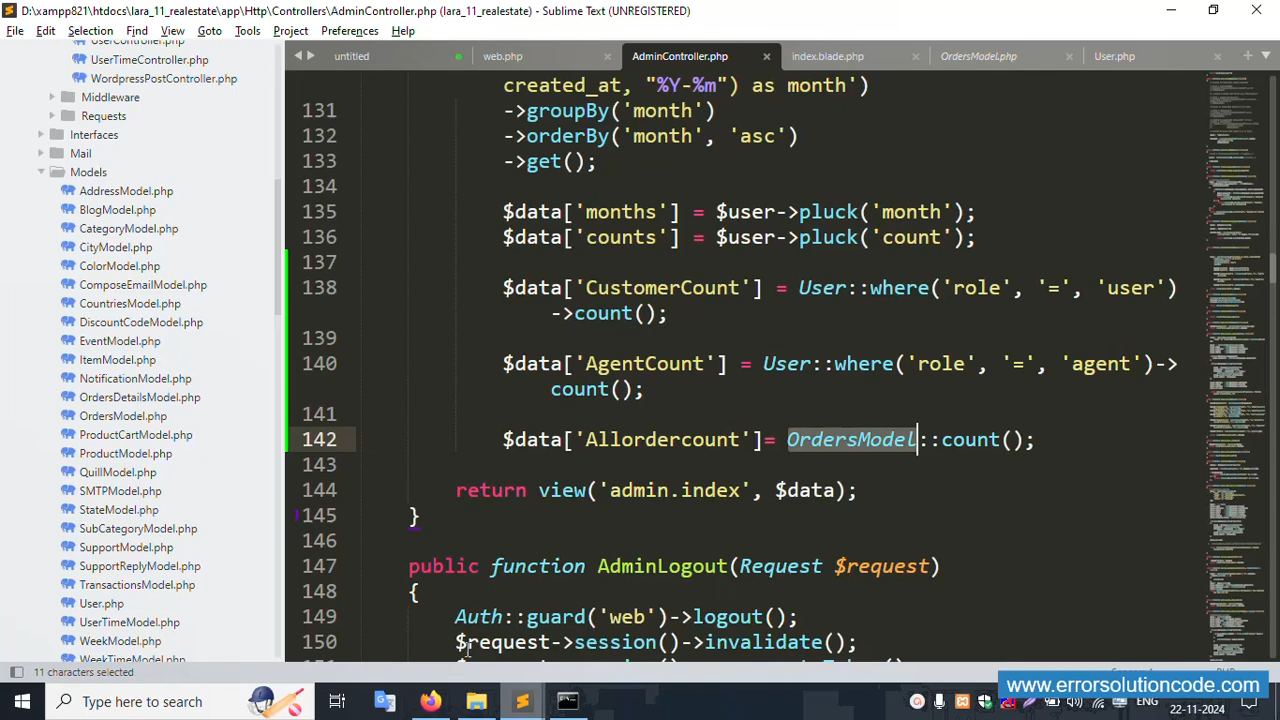 D:\xampp821\htdocs\lara_11_realestate\app\Http\Controllers\AdminController.php (lara_11_realestate) - Sublime Text (UNREGISTERED)
File Edit Selection Find View Goto Tools Project Preferences Help
untitled web.php AdminController.php index.blade.php OrdersModel.php User.php
UserController.php
UserTimeController.php
WordpressPostController.php
Middleware
Requests
Interfaces
Mail
Models
AddressModel.php
BlogModel.php
CategoryModel.php
CityModel.php
ColorModel.php
ComposeEmailModel.php
CountriesModel.php
DiscountCodeModel.php
EventModel.php
ItemModel.php
NotificationModel.php
OrdersDetailsModel.php
OrdersModel.php
ProductCartModel.php
ProductModel.php
QuillModel.php
SMTPModel.php
StateModel.php
SubCategoryModel.php
SupportModel.php
SupportReplyModel.php
TransactionsModel.php
User.php
UserTimeModel.php
WeekModel.php
WeekTimeModel.php
created_at, "%Y-%m") as month')
131 ->groupBy('month')
132 ->orderBy('month', 'asc')
133 ->get();
134
135 $data['months'] = $user->pluck('month');
136 $data['counts'] = $user->pluck('count');
137
138 $data['CustomerCount'] = User::where('role', '=', 'user')
->count();
139
140 $data['AgentCount'] = User::where('role', '=', 'agent')->
count();
141
142 $data['Allordercount']= OrdersModel::count();
143
144 return view('admin.index', $data);
145 }
146
147 public function AdminLogout(Request $request)
148 {
149 Auth::guard('web')->logout();
150 $request->session()->invalidate();
11 characters selected
www.errorsolutioncode.com
Type here to search
22-11-2024